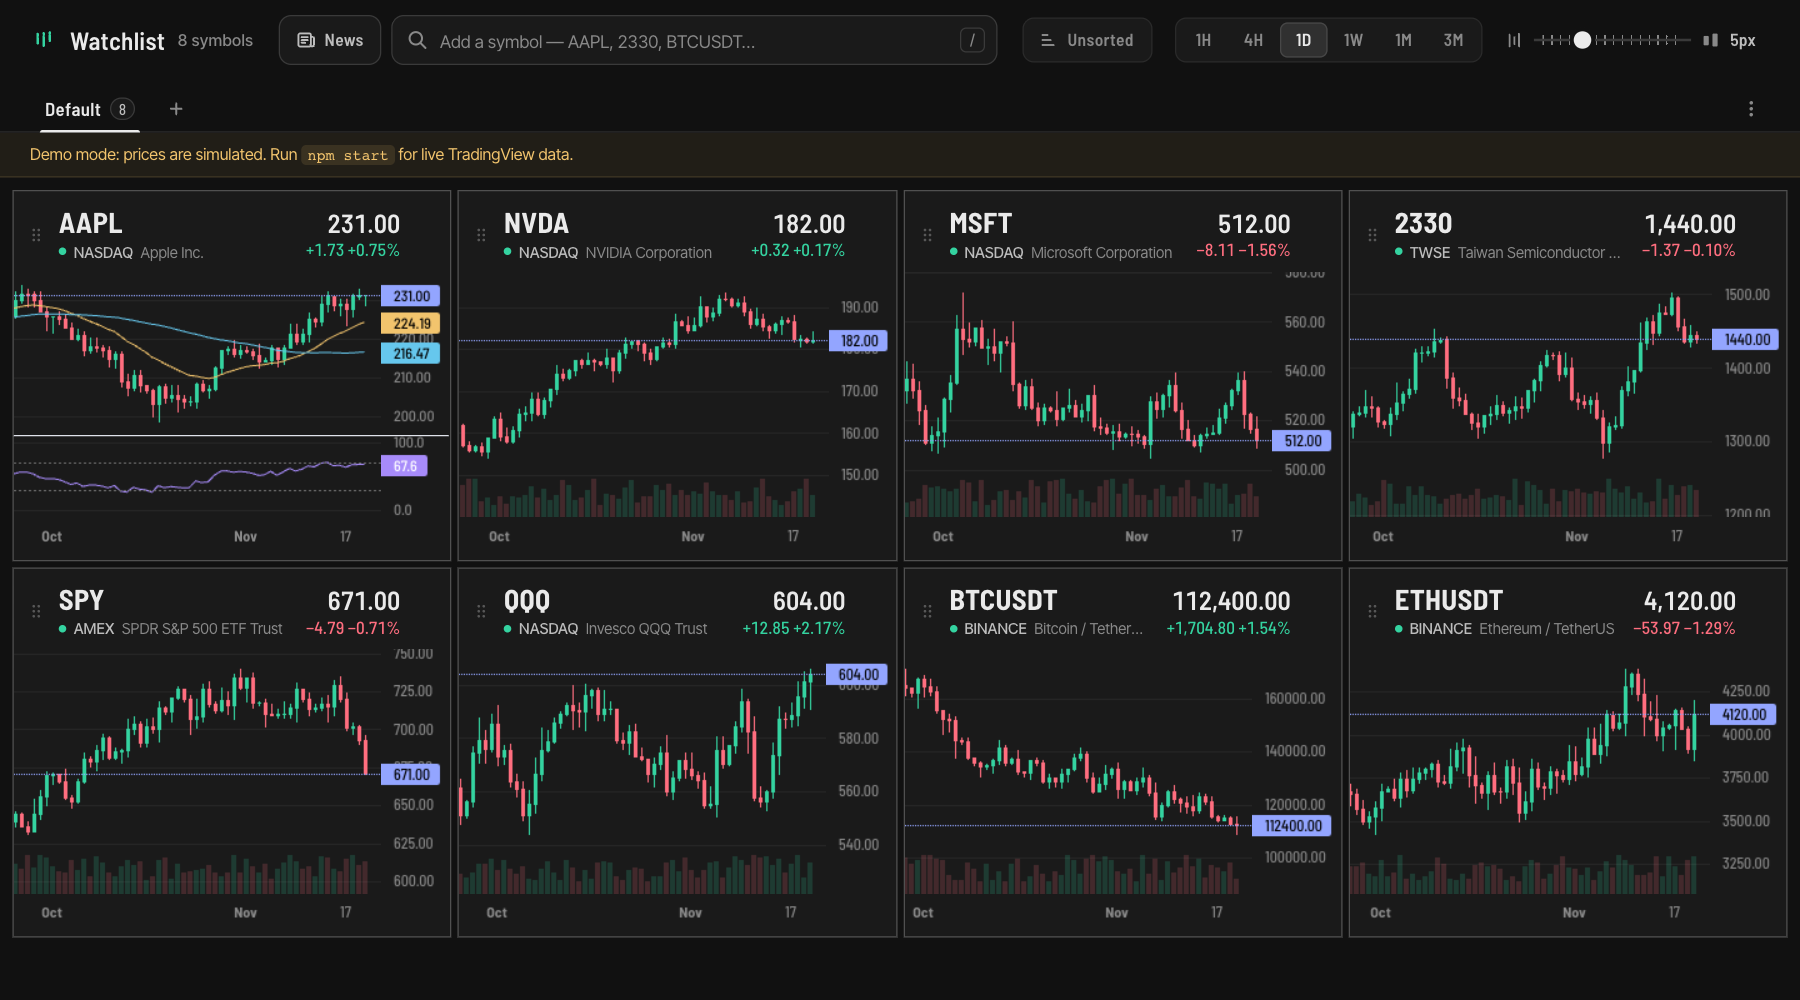 Watchlist 8 symbols News Add a symbol — AAPL, 2330, BTCUSDT... / Unsorted 1H 4H 1D 1W 1M 3M 5px
Default 8 +
Demo mode: prices are simulated. Run npm start for live TradingView data.
AAPL 231.00
NASDAQ Apple Inc. +1.73 +0.75%
231.00
224.19
220.00
216.47
210.00
200.00
100.0
67.6
0.0
Oct Nov 17
NVDA 182.00
NASDAQ NVIDIA Corporation +0.32 +0.17%
190.00
182.00
180.00
170.00
160.00
150.00
Oct Nov 17
MSFT 512.00
NASDAQ Microsoft Corporation −8.11 −1.56%
580.00
560.00
540.00
520.00
512.00
500.00
Oct Nov 17
2330 1,440.00
TWSE Taiwan Semiconductor ... −1.37 −0.10%
1500.00
1440.00
1400.00
1300.00
1200.00
Oct Nov 17
SPY 671.00
AMEX SPDR S&P 500 ETF Trust −4.79 −0.71%
750.00
725.00
700.00
671.00
650.00
625.00
600.00
Oct Nov 17
QQQ 604.00
NASDAQ Invesco QQQ Trust +12.85 +2.17%
604.00
600.00
580.00
560.00
540.00
Oct Nov 17
BTCUSDT 112,400.00
BINANCE Bitcoin / Tether... +1,704.80 +1.54%
160000.00
140000.00
120000.00
112400.00
100000.00
Oct Nov 17
ETHUSDT 4,120.00
BINANCE Ethereum / TetherUS −53.97 −1.29%
4250.00
4120.00
4000.00
3750.00
3500.00
3250.00
Oct Nov 17